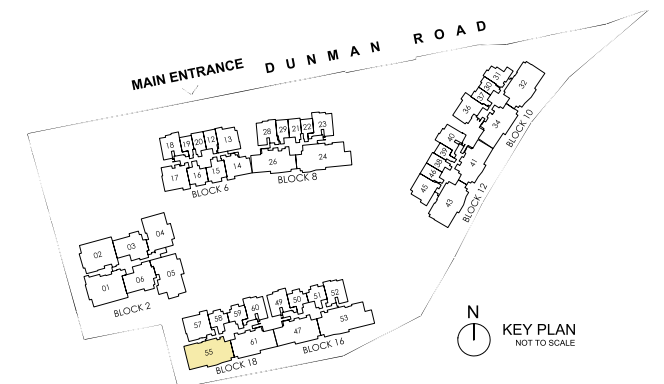 DUNMAN ROAD
MAIN ENTRANCE
18 19 20 12 13
17 16 15 14
BLOCK 6
28 29 21 22 23
26 24
BLOCK 8
36 37 30 31 32
34
BLOCK 10
40 39 38 46 45
41
43
BLOCK 12
02 03 04
01 06 05
BLOCK 2
57 58 59 60
55 61
BLOCK 18
49 50 51 52
47 53
BLOCK 16
N
KEY PLAN
NOT TO SCALE